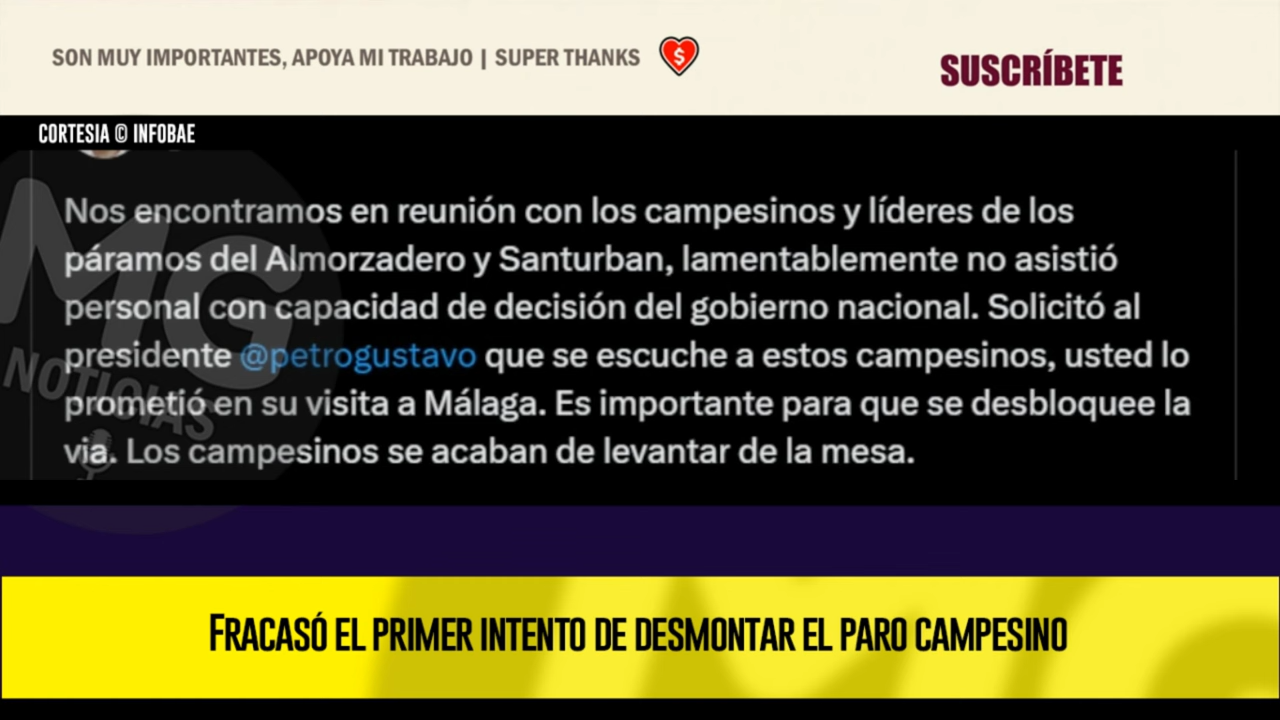 SON MUY IMPORTANTES, APOYA MI TRABAJO | SUPER THANKS $
SUSCRÍBETE
CORTESIA © INFOBAE
Nos encontramos en reunión con los campesinos y líderes de los
páramos del Almorzadero y Santurban, lamentablemente no asistió
personal con capacidad de decisión del gobierno nacional. Solicitó al
presidente @petrogustavo que se escuche a estos campesinos, usted lo
prometió en su visita a Málaga. Es importante para que se desbloquee la
via. Los campesinos se acaban de levantar de la mesa.
MG
NOTICIAS
FRACASÓ EL PRIMER INTENTO DE DESMONTAR EL PARO CAMPESINO